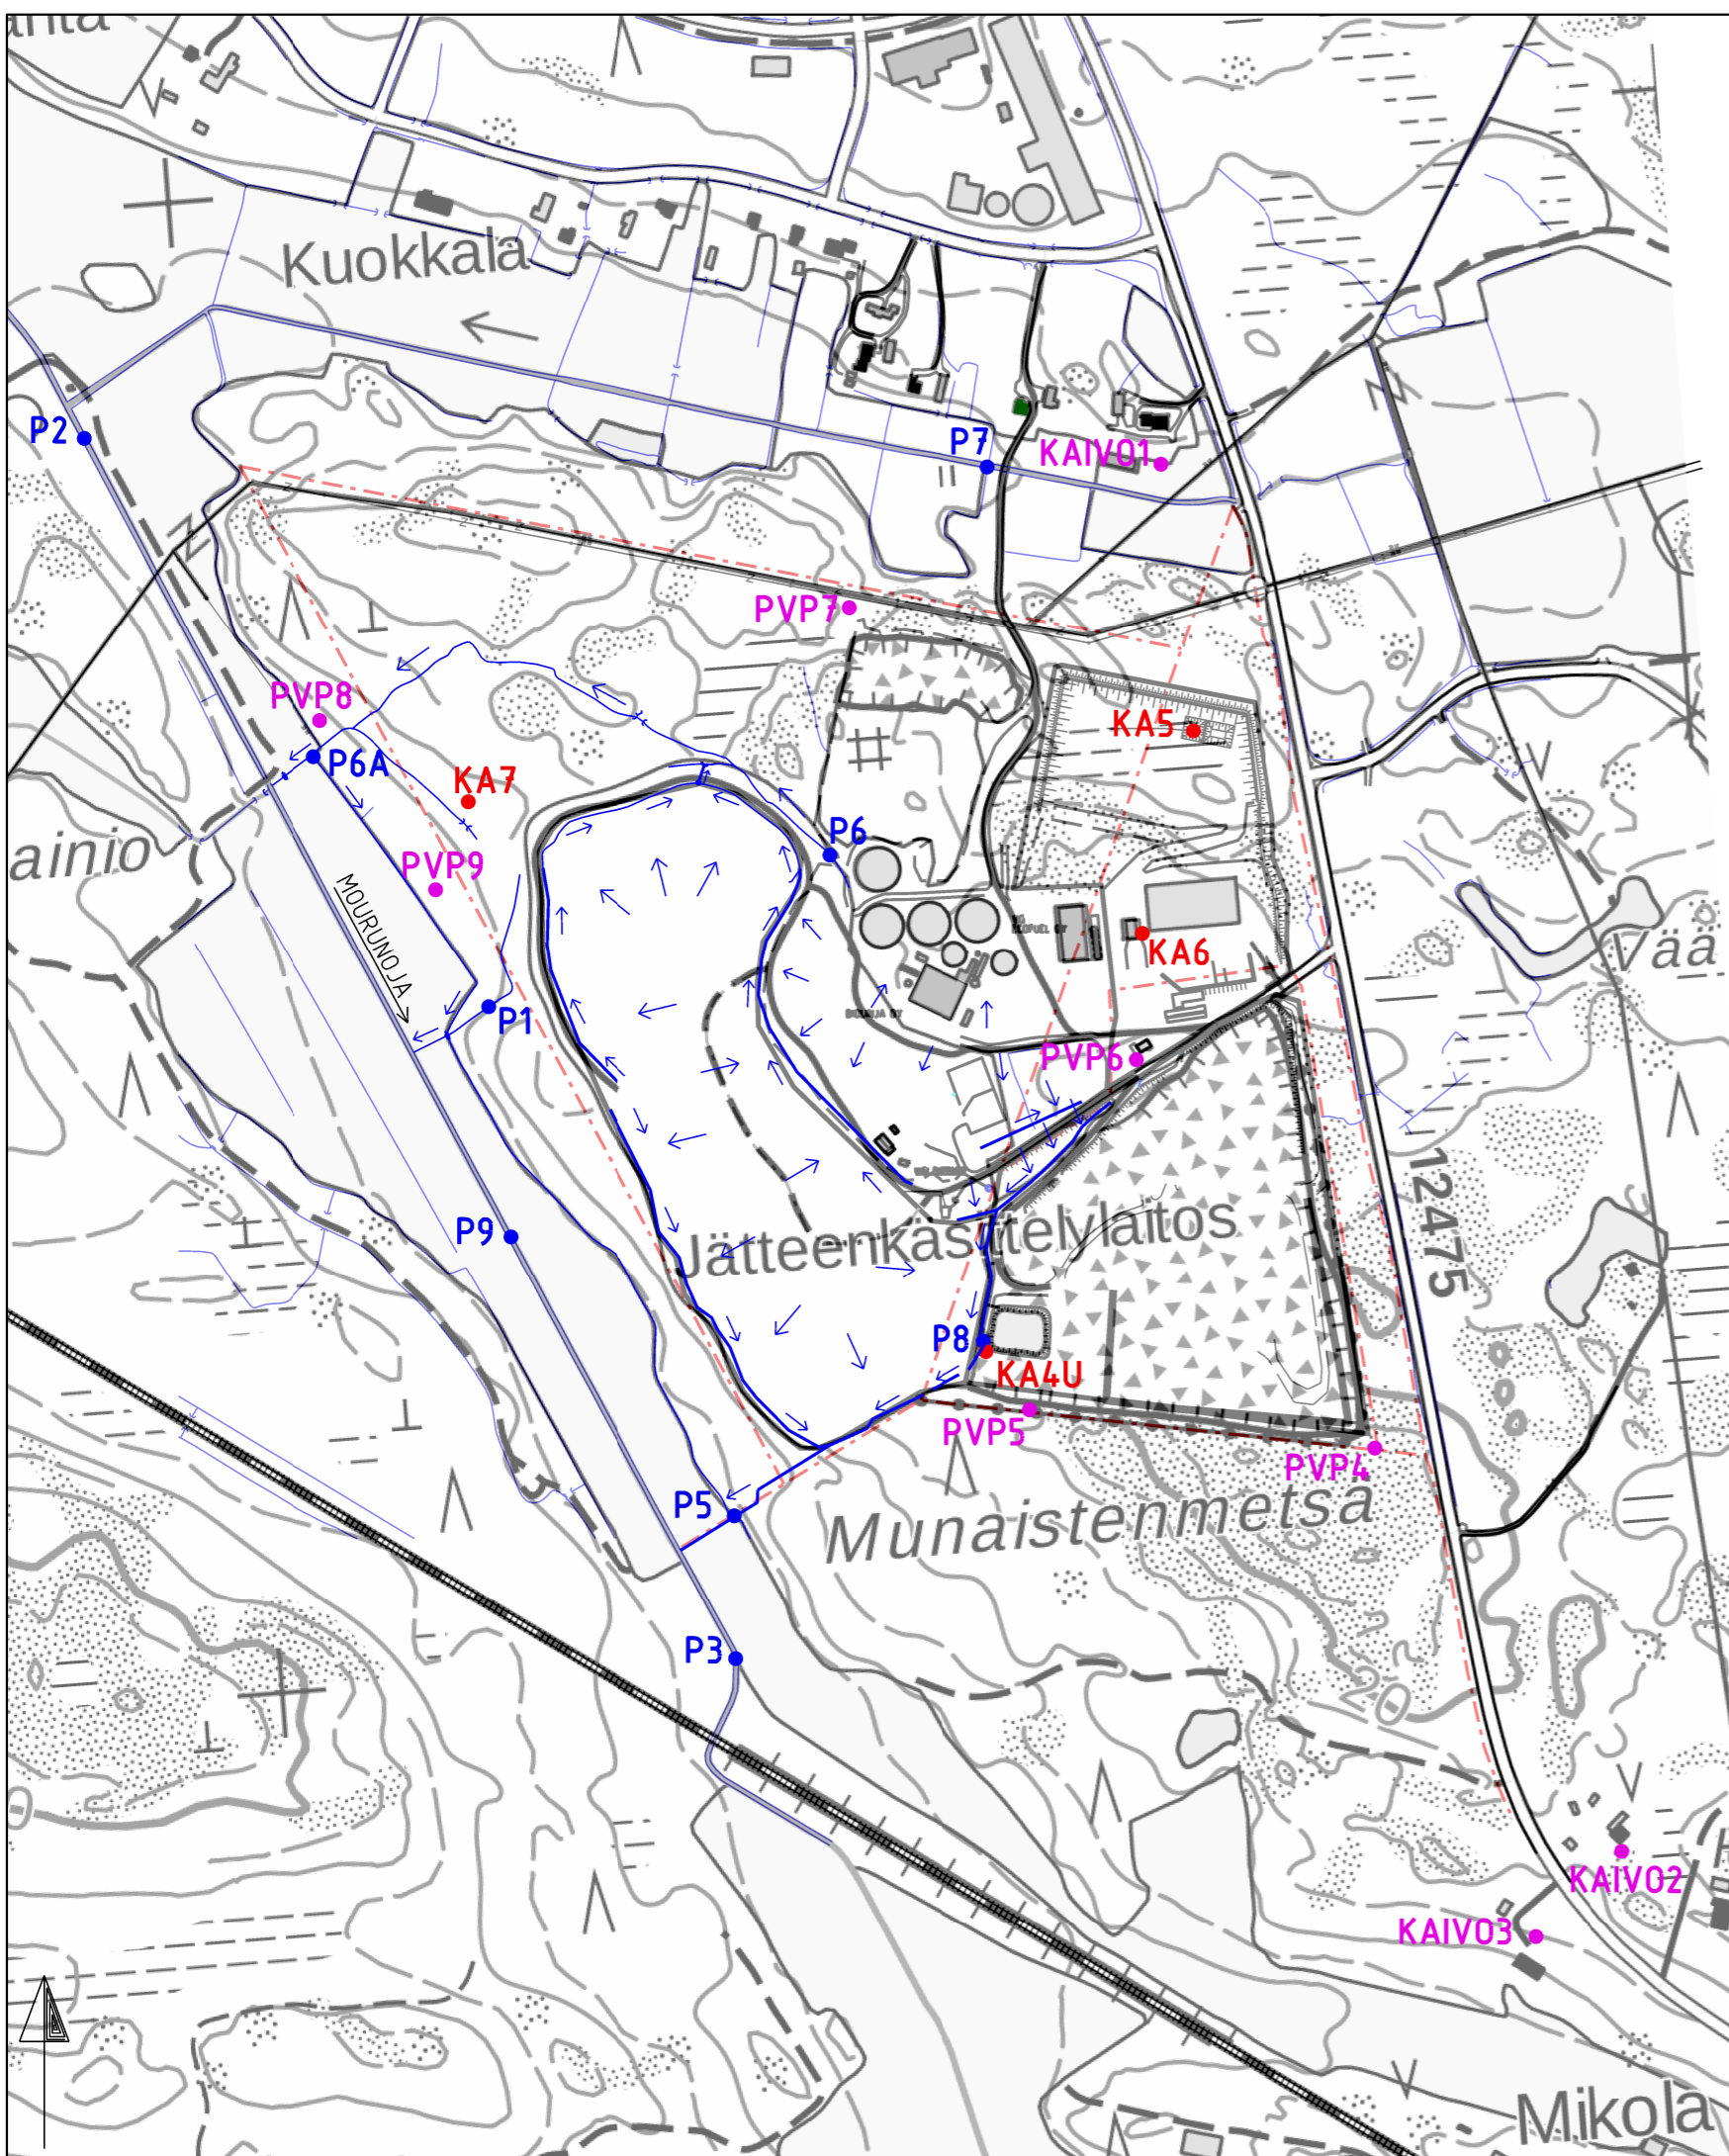 Kuokkala
P2
P7
KAIVO1
PVP7
PVP8
P6A
KA5
KA7
P6
ainio
PVP9
MOURUNOJA
KA6
Vää
P1
PVP6
12475
P9
Jätteenkäsittelylaitos
P8
KA4U
PVP5
PVP4
P5
Munaistenmetsä
P3
20
KAIVO2
KAIVO3
Mikola